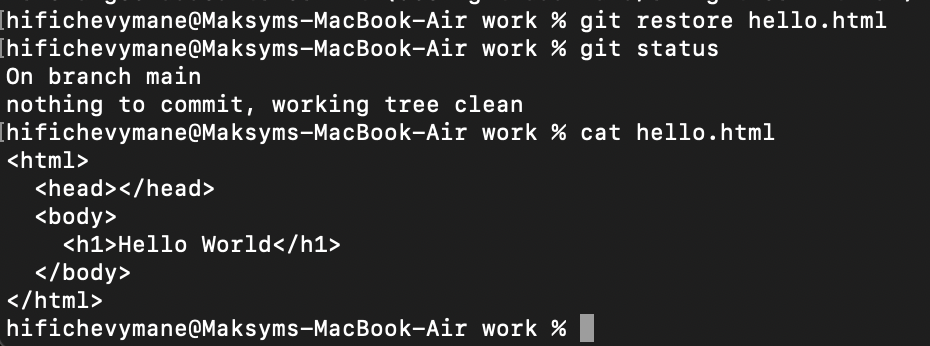 [hifichevymane@Maksyms-MacBook-Air work % git restore hello.html
[hifichevymane@Maksyms-MacBook-Air work % git status
On branch main
nothing to commit, working tree clean
[hifichevymane@Maksyms-MacBook-Air work % cat hello.html
<html>
  <head></head>
  <body>
    <h1>Hello World</h1>
  </body>
</html>
hifichevymane@Maksyms-MacBook-Air work %